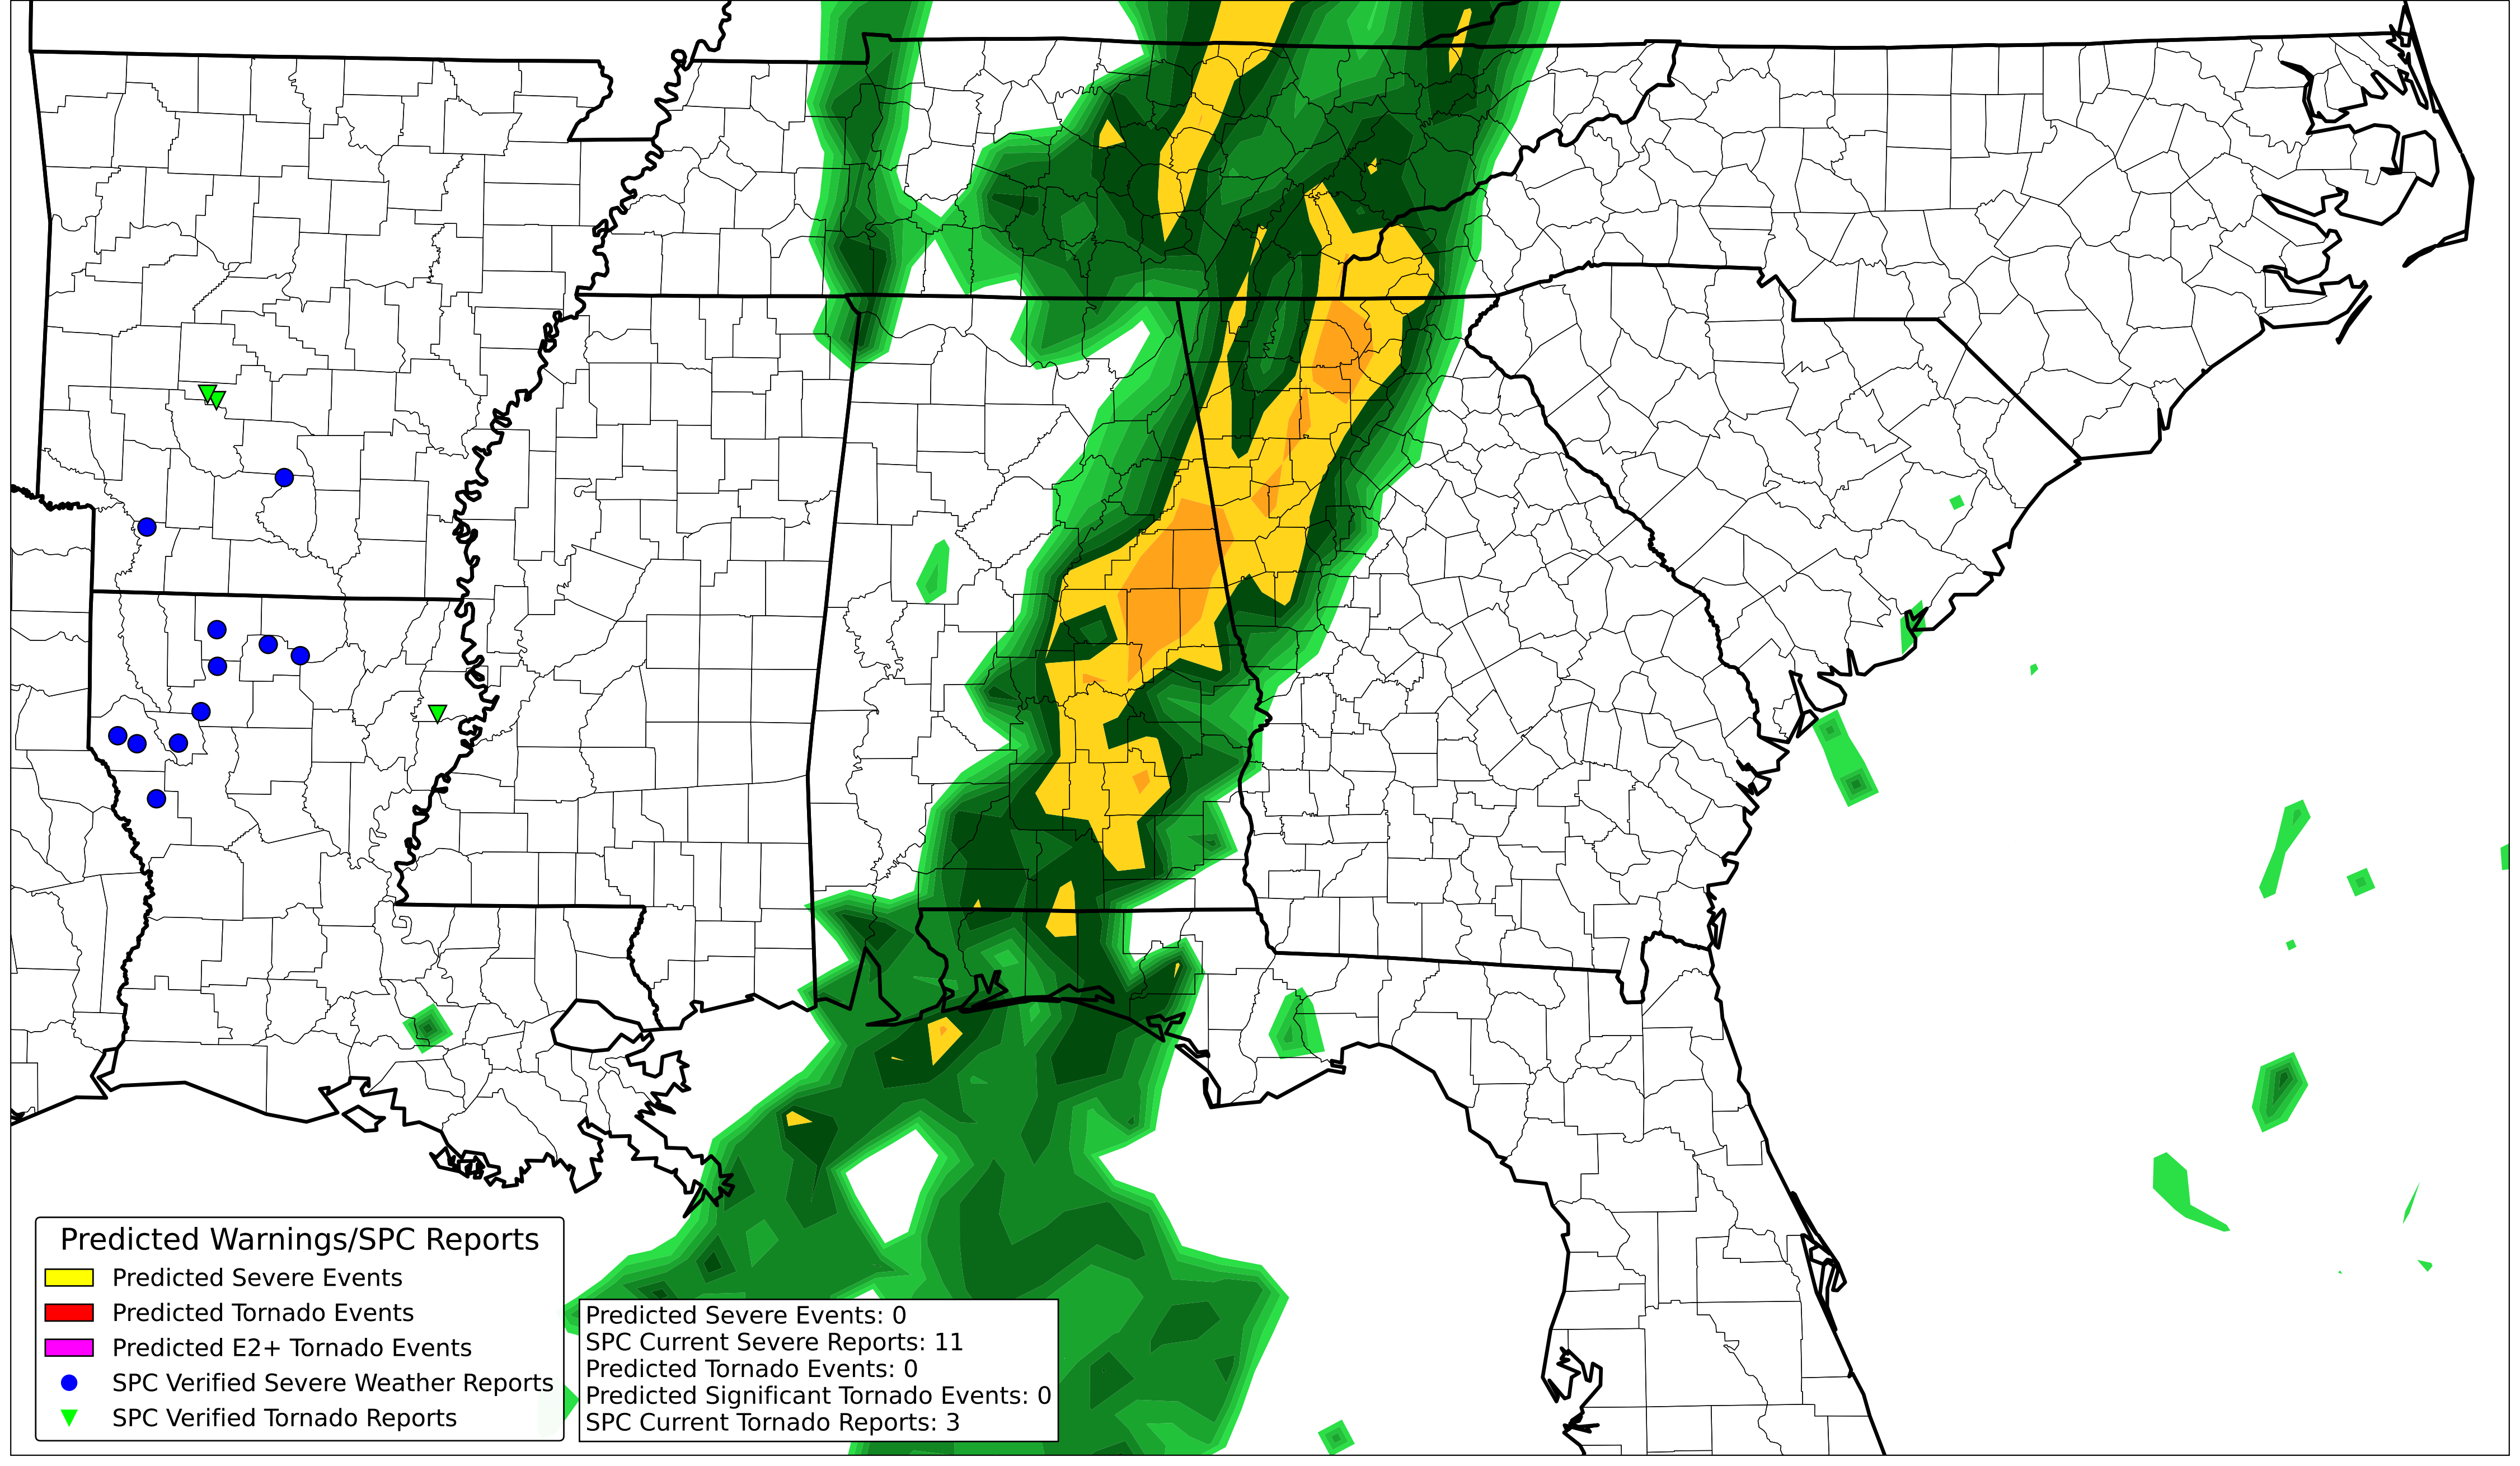 Predicted Warnings/SPC Reports
Predicted Severe Events
Predicted Tornado Events
Predicted E2+ Tornado Events
SPC Verified Severe Weather Reports
SPC Verified Tornado Reports
Predicted Severe Events: 0
SPC Current Severe Reports: 11
Predicted Tornado Events: 0
Predicted Significant Tornado Events: 0
SPC Current Tornado Reports: 3